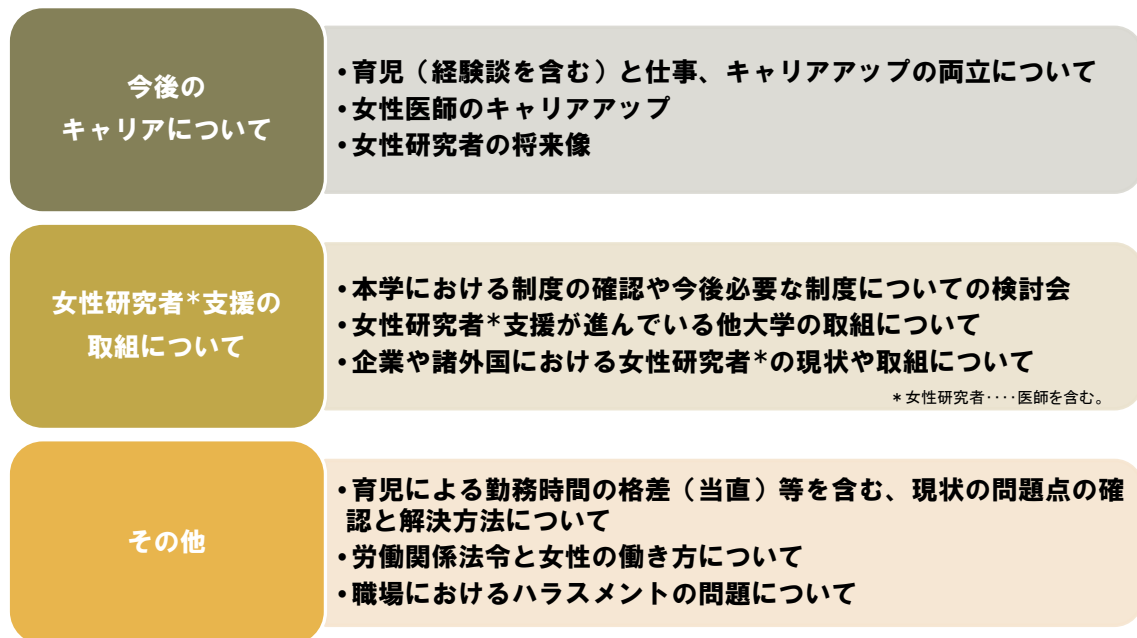 今後の
キャリアについて
・育児（経験談を含む）と仕事、キャリアアップの両立について
・女性医師のキャリアアップ
・女性研究者の将来像
女性研究者*支援の
取組について
・本学における制度の確認や今後必要な制度についての検討会
・女性研究者*支援が進んでいる他大学の取組について
・企業や諸外国における女性研究者*の現状や取組について
*女性研究者‥‥医師を含む。
その他
・育児による勤務時間の格差（当直）等を含む、現状の問題点の確
認と解決方法について
・労働関係法令と女性の働き方について
・職場におけるハラスメントの問題について